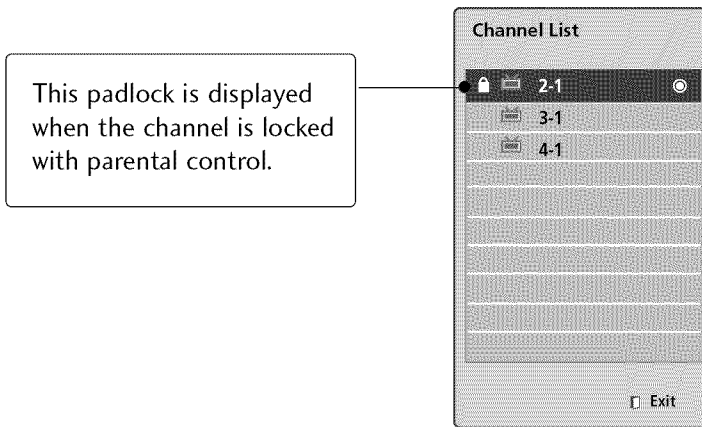 Channel List
This padlock is displayed
when the channel is locked
with parental control.
2-1
3-1
4-1
Exit